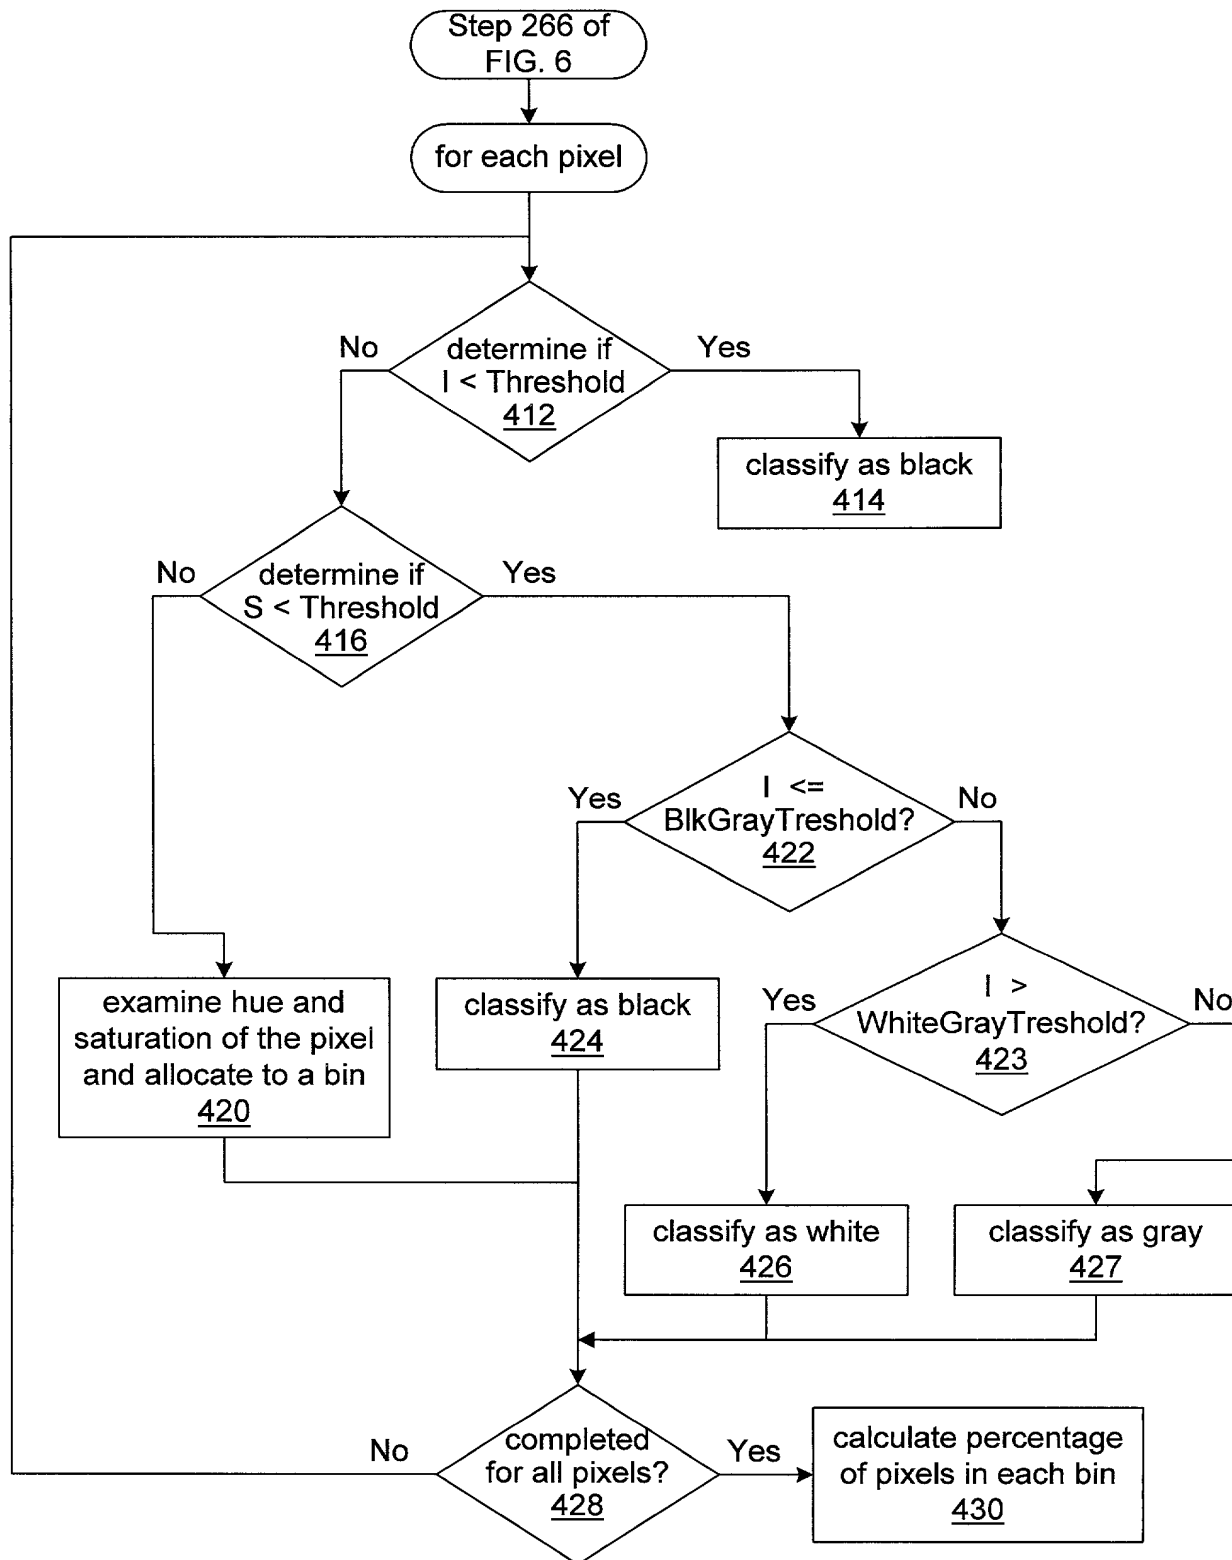 Step 266 of
FIG. 6
for each pixel
No
determine if
I < Threshold
412
Yes
classify as black
414
No
determine if
S < Threshold
416
Yes
Yes
I <=
BlkGrayTreshold?
422
No
examine hue and
saturation of the pixel
and allocate to a bin
420
classify as black
424
Yes
I >
WhiteGrayTreshold?
423
No
classify as white
426
classify as gray
427
No
completed
for all pixels?
428
Yes
calculate percentage
of pixels in each bin
430